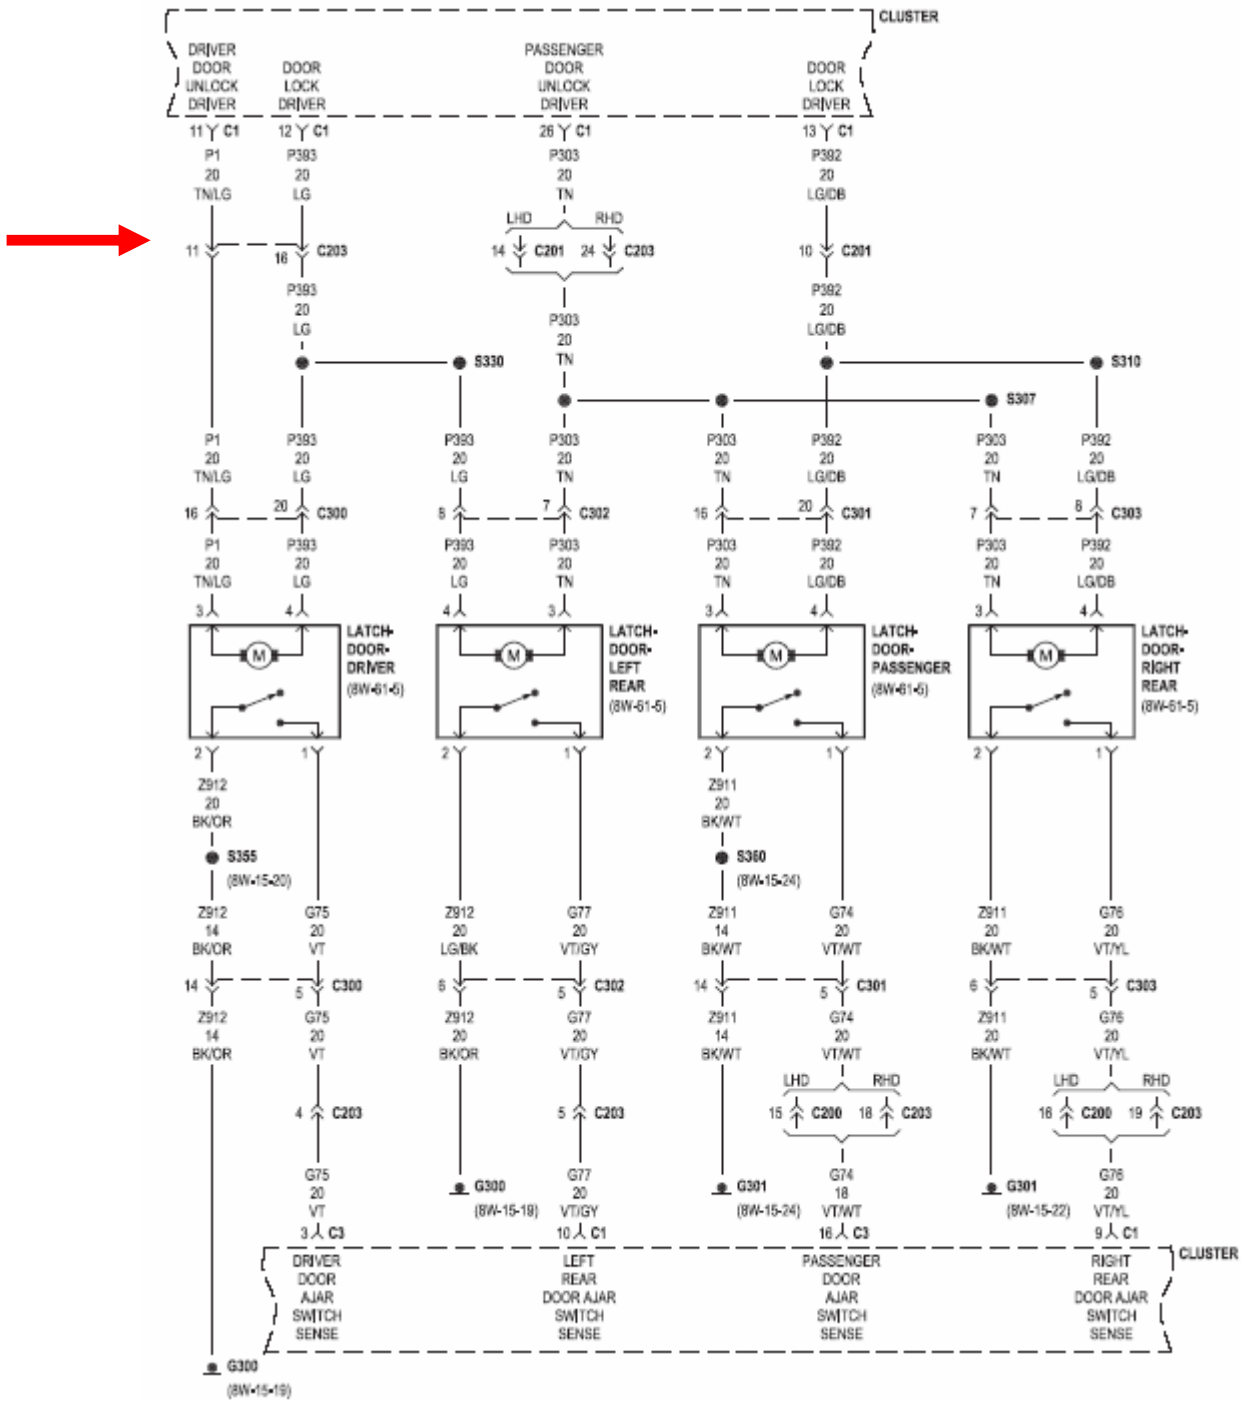 CLUSTER
DRIVER
DOOR
UNLOCK
DRIVER
DOOR
LOCK
DRIVER
PASSENGER
DOOR
UNLOCK
DRIVER
DOOR
LOCK
DRIVER
11 C1
12 C1
26 C1
13 C1
P1
20
TN/LG
P393
20
LG
P303
20
TN
P392
20
LG/DB
LHD
RHD
11
16
C203
14
C201
24
C203
10
C201
P393
20
LG
P303
20
TN
P392
20
LG/DB
S330
S310
S307
P1
20
TN/LG
P393
20
LG
P393
20
LG
P303
20
TN
P303
20
TN
P392
20
LG/DB
P303
20
TN
P392
20
LG/DB
16
20
C300
8
7
C302
16
20
C301
7
8
C303
P1
20
TN/LG
P393
20
LG
P393
20
LG
P303
20
TN
P303
20
TN
P392
20
LG/DB
P303
20
TN
P392
20
LG/DB
3
4
4
3
3
4
3
4
M
LATCH-
DOOR-
DRIVER
(8W-61-5)
M
LATCH-
DOOR-
LEFT
REAR
(8W-61-5)
M
LATCH-
DOOR-
PASSENGER
(8W-61-5)
M
LATCH-
DOOR-
RIGHT
REAR
(8W-61-5)
2
1
2
1
2
1
2
1
Z912
20
BK/OR
Z911
20
BK/WT
S355
(8W-15-20)
S360
(8W-15-24)
Z912
14
BK/OR
G75
20
VT
Z912
20
LG/BK
G77
20
VT/GY
Z911
14
BK/WT
G74
20
VT/WT
Z911
20
BK/WT
G76
20
VT/YL
14
5
C300
6
5
C302
14
5
C301
6
5
C303
Z912
14
BK/OR
G75
20
VT
Z912
20
BK/OR
G77
20
VT/GY
Z911
14
BK/WT
G74
20
VT/WT
Z911
20
BK/WT
G76
20
VT/YL
LHD
RHD
LHD
RHD
4
C203
5
C203
15
C200
18
C203
16
C200
19
C203
G75
20
VT
G300
(8W-15-19)
G77
20
VT/GY
G301
(8W-15-24)
G74
18
VT/WT
G301
(8W-15-22)
G76
20
VT/YL
3 C3
10 C1
16 C3
9 C1
CLUSTER
DRIVER
DOOR
AJAR
SWITCH
SENSE
LEFT
REAR
DOOR AJAR
SWITCH
SENSE
PASSENGER
DOOR
AJAR
SWITCH
SENSE
RIGHT
REAR
DOOR AJAR
SWITCH
SENSE
G300
(8W-15-19)